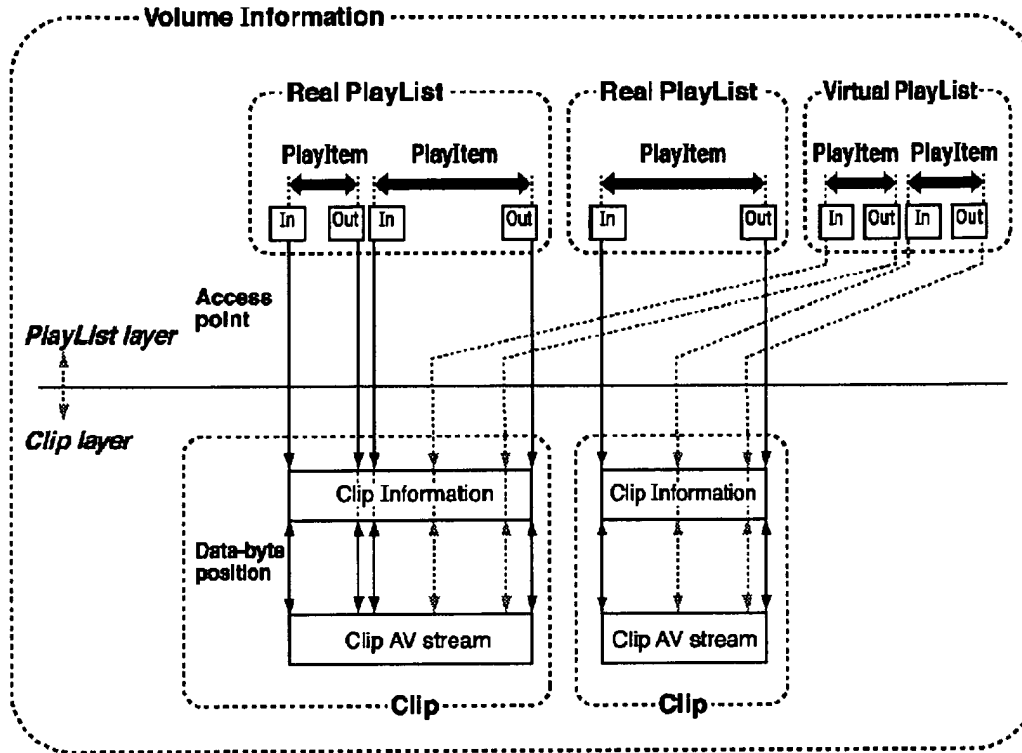 Volume Information
Real PlayList
Real PlayList
Virtual PlayList
PlayItem
PlayItem
PlayItem
PlayItem
PlayItem
In
Out
In
Out
In
Out
In
Out
In
Out
Access
point
PlayList layer
Clip layer
Clip Information
Clip Information
Data-byte
position
Clip AV stream
Clip AV stream
Clip
Clip